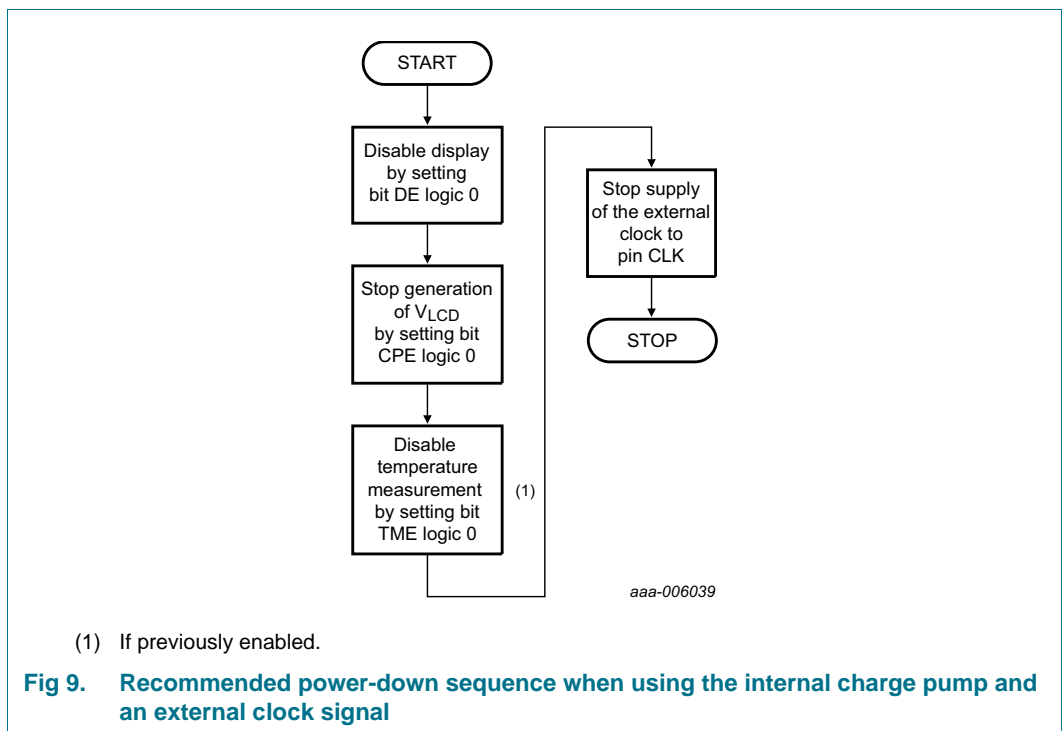 START
Disable display
by setting
bit DE logic 0
Stop generation
of VLCD
by setting bit
CPE logic 0
Disable
temperature
measurement
by setting bit
TME logic 0
(1)
Stop supply
of the external
clock to
pin CLK
STOP
aaa-006039
(1) If previously enabled.
Fig 9. Recommended power-down sequence when using the internal charge pump and
an external clock signal